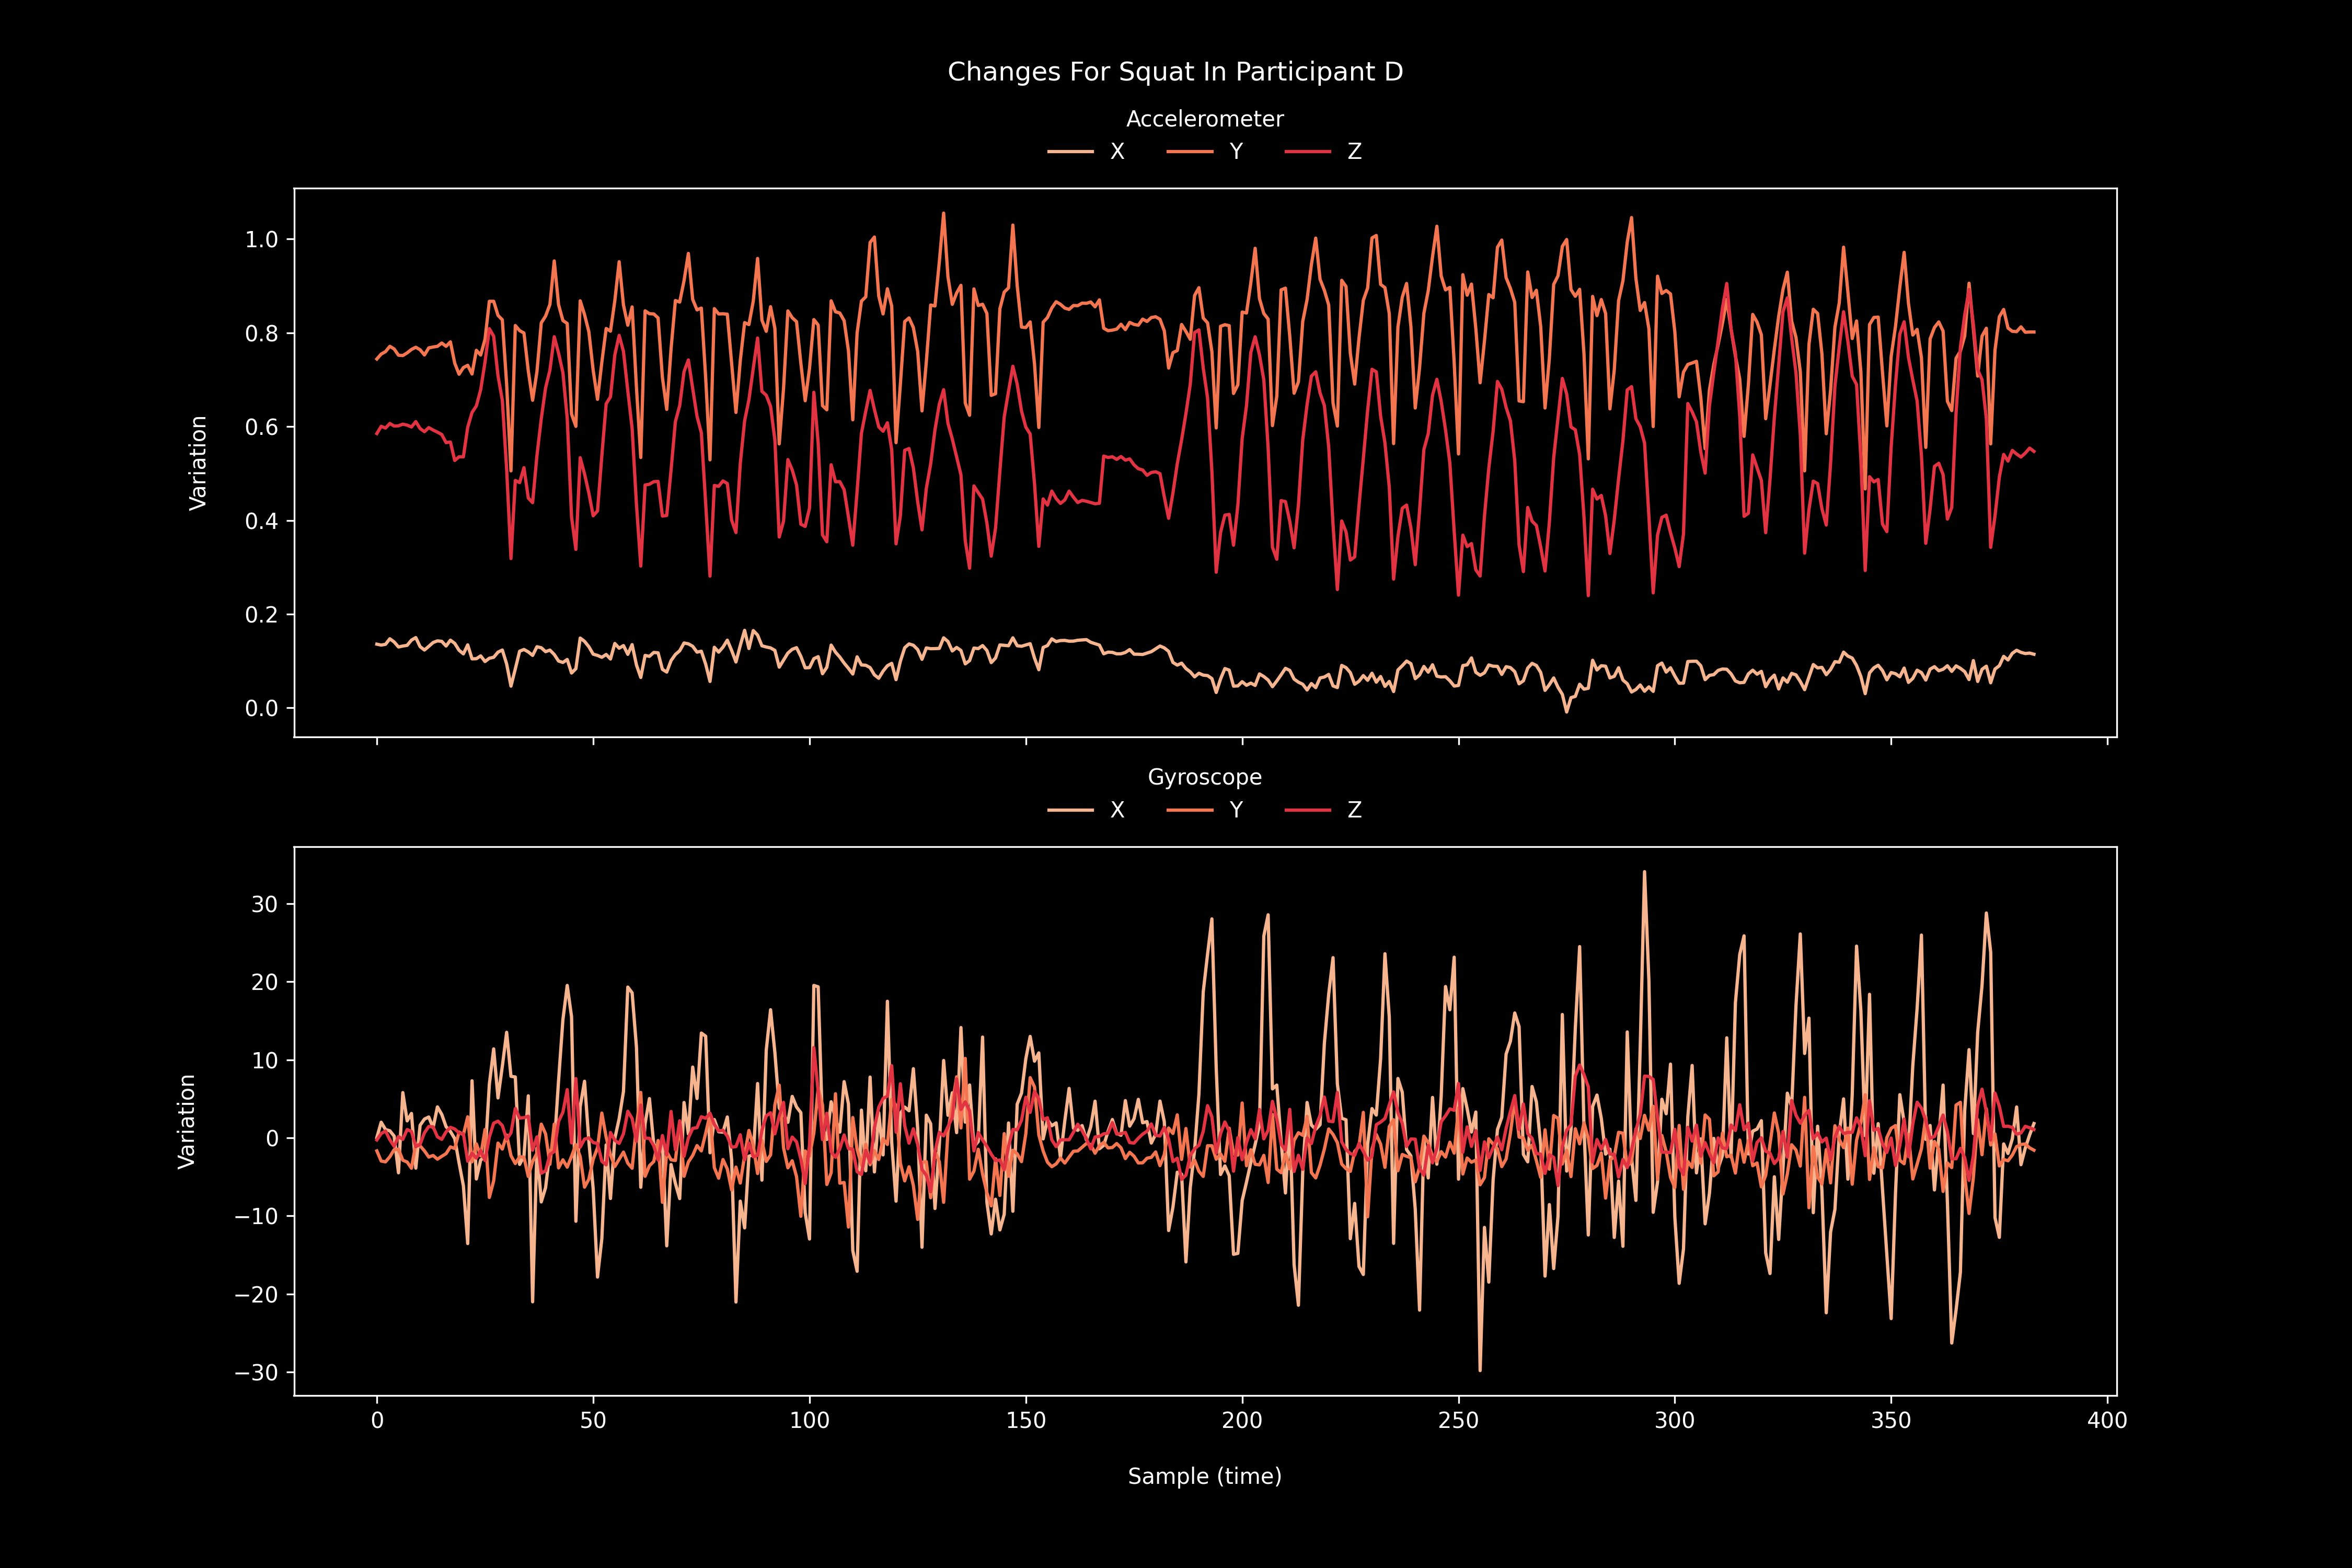 Changes For Squat In Participant D
Accelerometer
X Y Z
1.0
0.8
0.6
0.4
0.2
0.0
Variation
Gyroscope
X Y Z
30
20
10
0
−10
−20
−30
Variation
0 50 100 150 200 250 300 350 400
Sample (time)